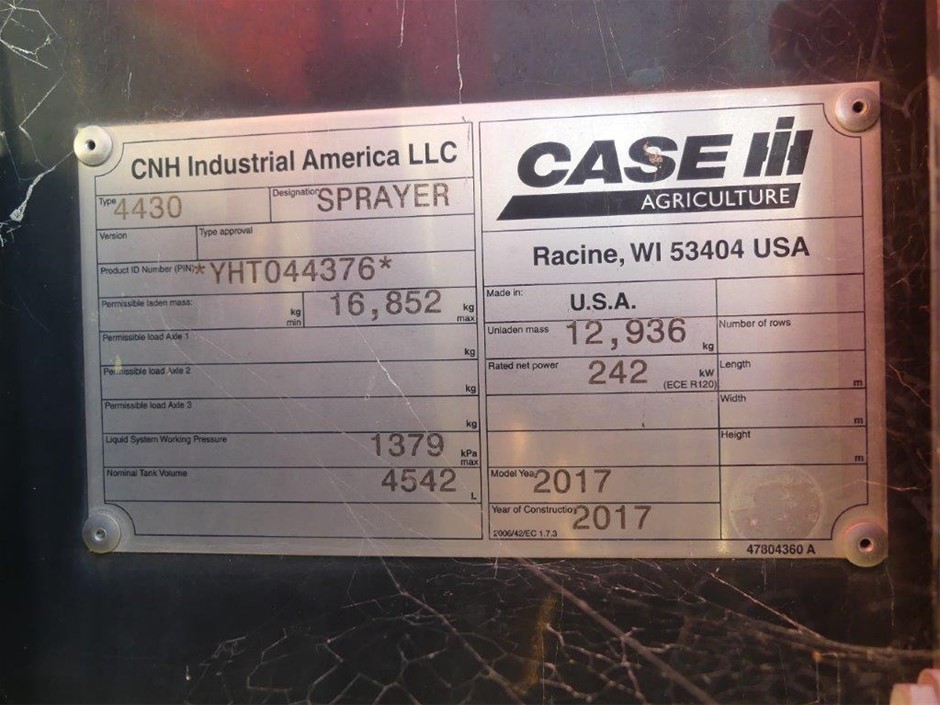 CNH Industrial America LLC
Type 4430
Designation SPRAYER
Version
Type approval
Product ID Number (PIN) *YHT044376*
Permissible laden mass: kg min 16,852 kg max
Permissible load Axle 1 kg
Permissible load Axle 2 kg
Permissible load Axle 3 kg
Liquid System Working Pressure 1379 kPa max
Nominal Tank Volume 4542 L
CASE IH
AGRICULTURE
Racine, WI 53404 USA
Made in: U.S.A.
Unladen mass 12,936 kg
Rated net power 242 kW
(ECE R120)
Number of rows
Length m
Width m
Height m
Model Year 2017
Year of Construction 2017
2006/42/EC 1.7.3
47804360 A